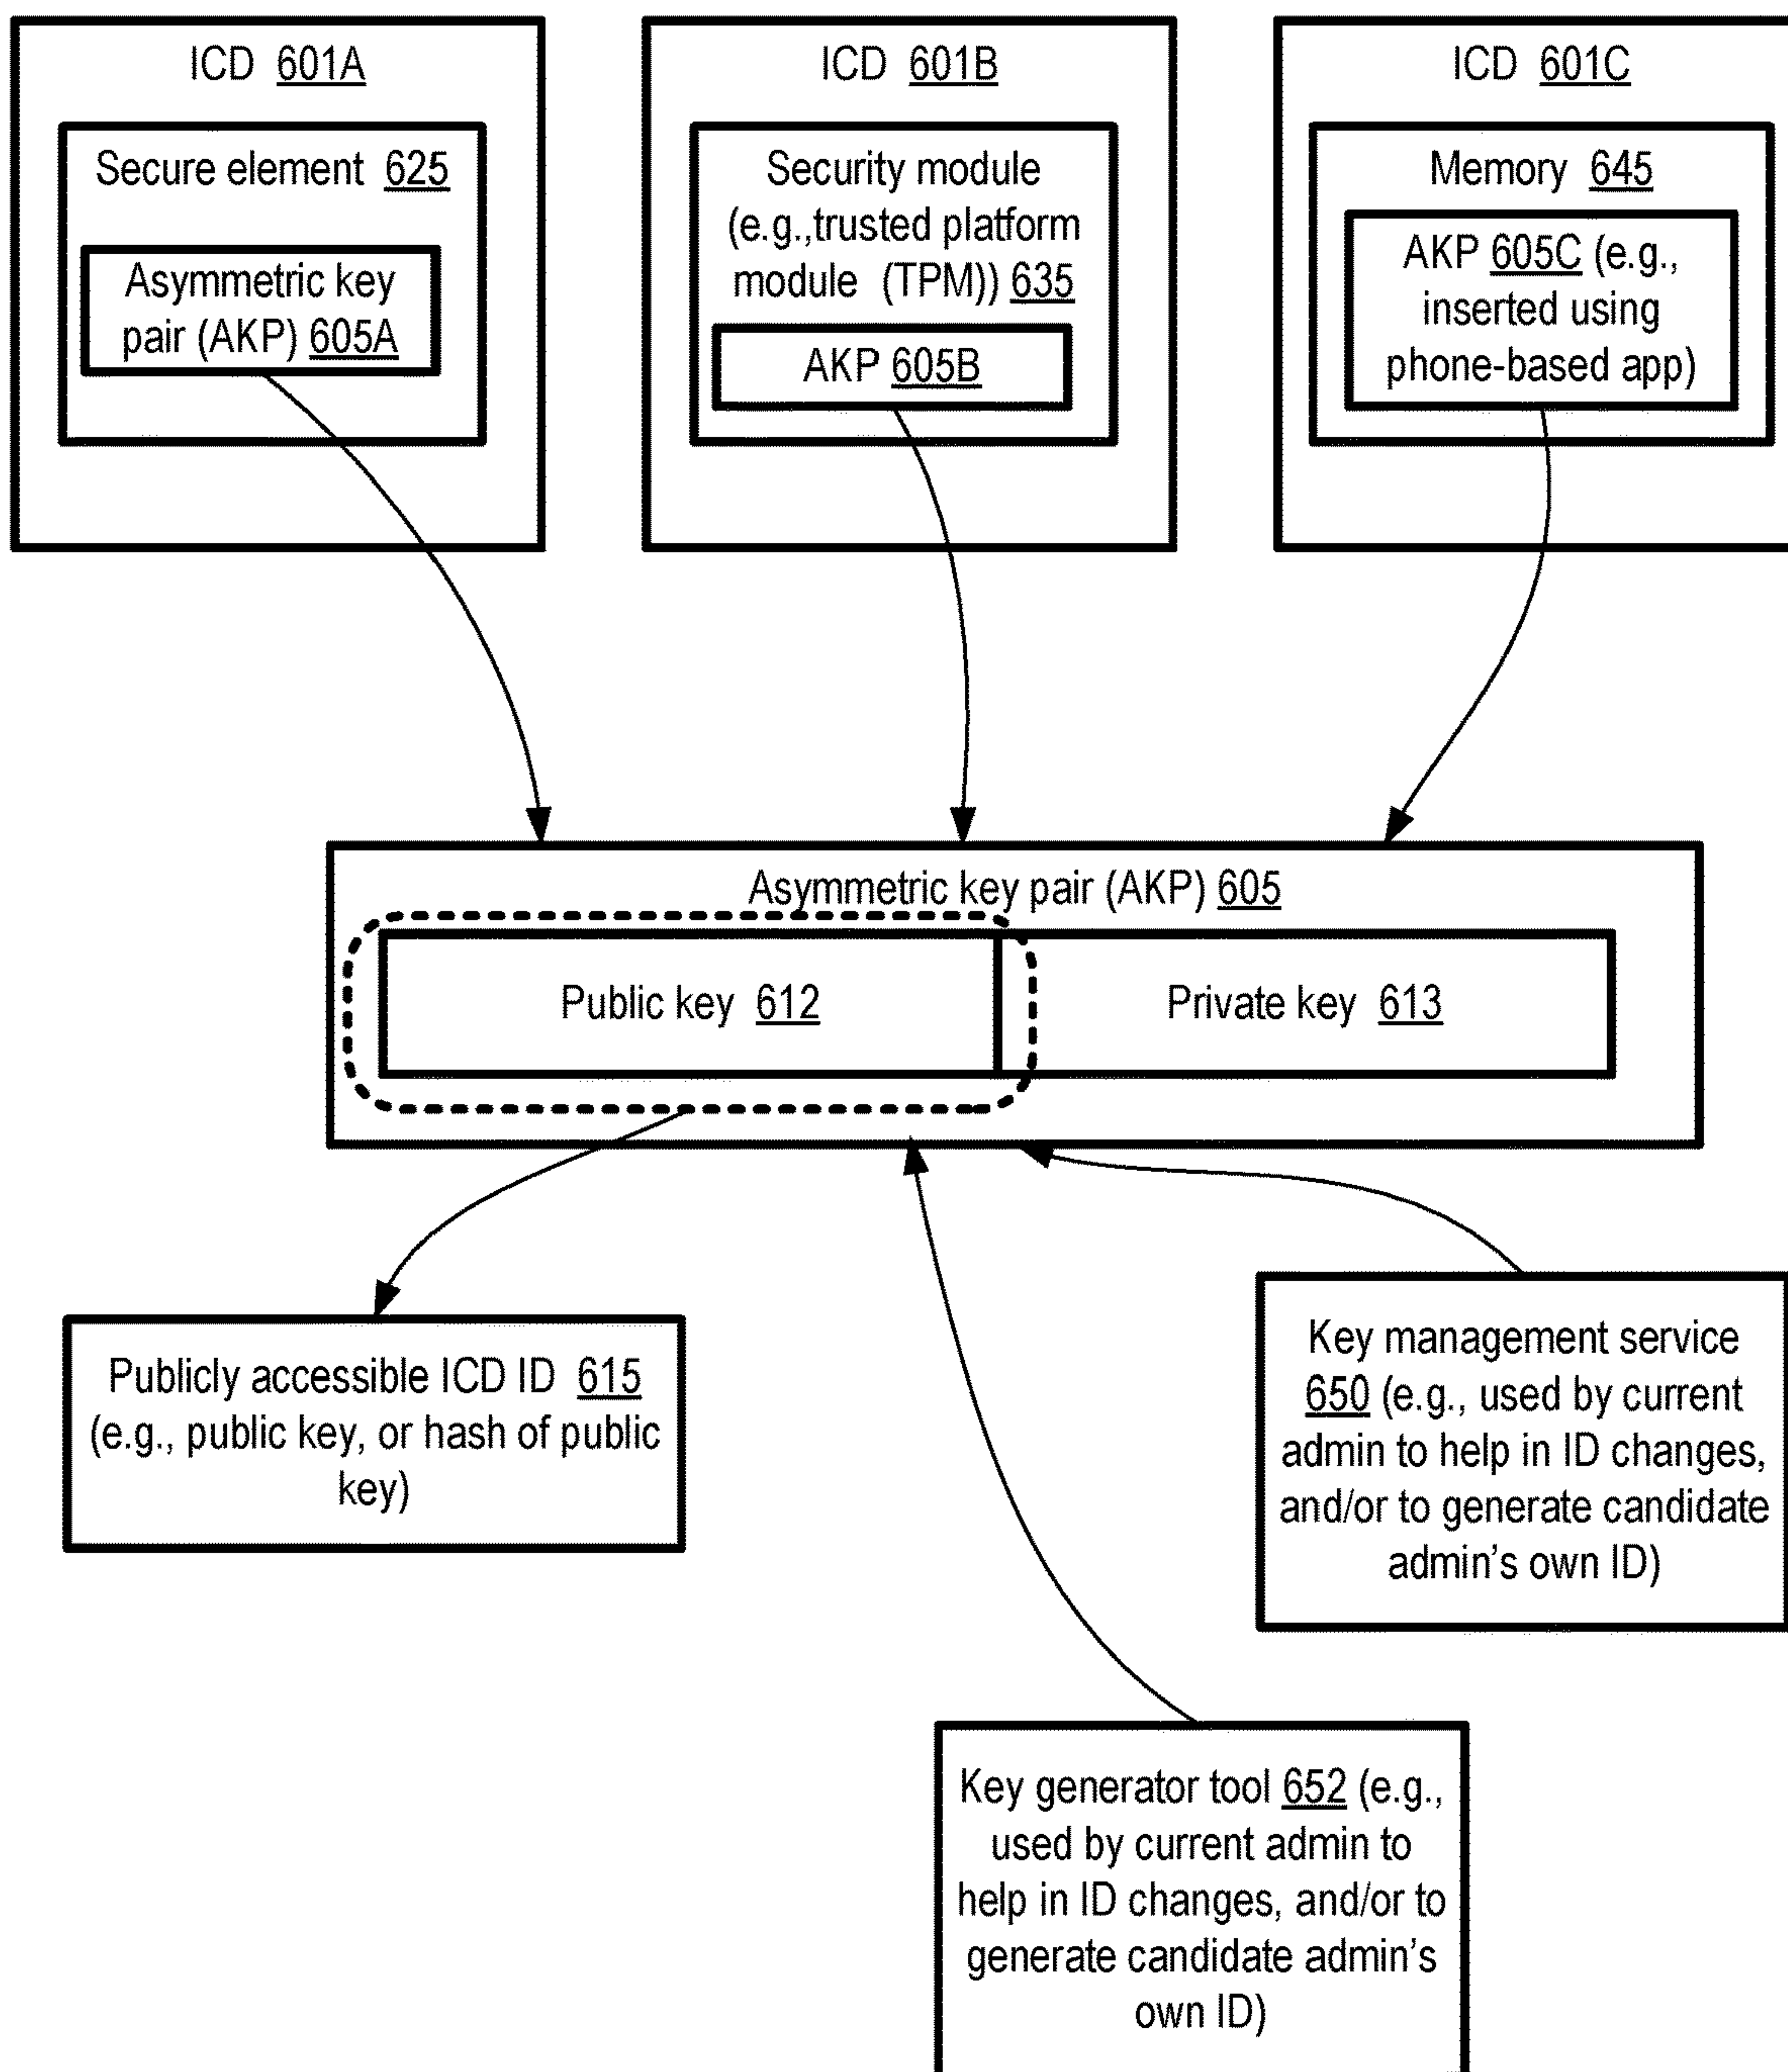 ICD 601A
Secure element 625
Asymmetric key
pair (AKP) 605A
ICD 601B
Security module
(e.g.,trusted platform
module (TPM)) 635
AKP 605B
ICD 601C
Memory 645
AKP 605C (e.g.,
inserted using
phone-based app)
Asymmetric key pair (AKP) 605
Public key 612
Private key 613
Publicly accessible ICD ID 615
(e.g., public key, or hash of public
key)
Key management service
650 (e.g., used by current
admin to help in ID changes,
and/or to generate candidate
admin’s own ID)
Key generator tool 652 (e.g.,
used by current admin to
help in ID changes, and/or to
generate candidate admin’s
own ID)